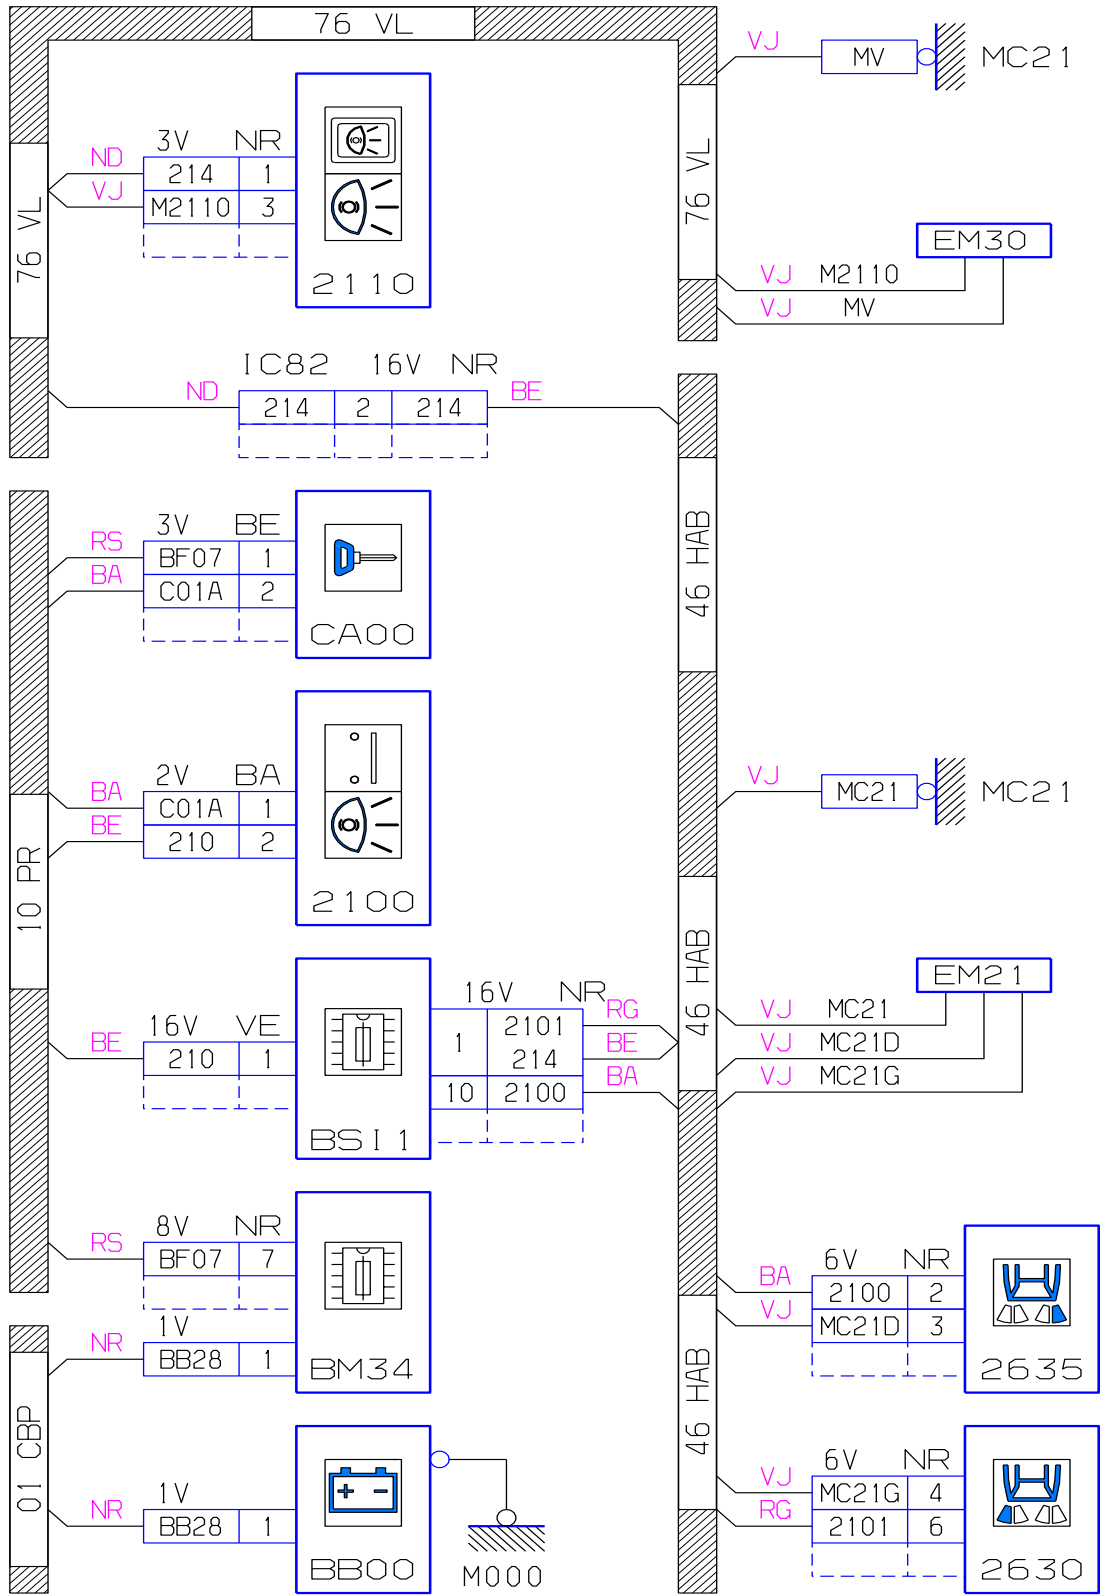 76 VL
VJ
MV
MC21
3V NR
ND
214 1
VJ
M2110 3
2110
76 VL
76 VL
EM30
VJ M2110
VJ MV
IC82 16V NR
ND
214 2 214
BE
3V BE
RS
BF07 1
BA
C01A 2
CA00
46 HAB
2V BA
BA
C01A 1
BE
210 2
2100
VJ
MC21
MC21
10 PR
46 HAB
EM21
16V NR
RG
1 2101
214
BE
10 2100
BA
16V VE
BE
210 1
BSI1
VJ MC21
VJ MC21D
VJ MC21G
8V NR
RS
BF07 7
1V
NR
BB28 1
BM34
6V NR
BA
2100 2
VJ
MC21D 3
2635
01 CBP
46 HAB
1V
NR
BB28 1
+ -
BB00
M000
6V NR
VJ
MC21G 4
RG
2101 6
2630